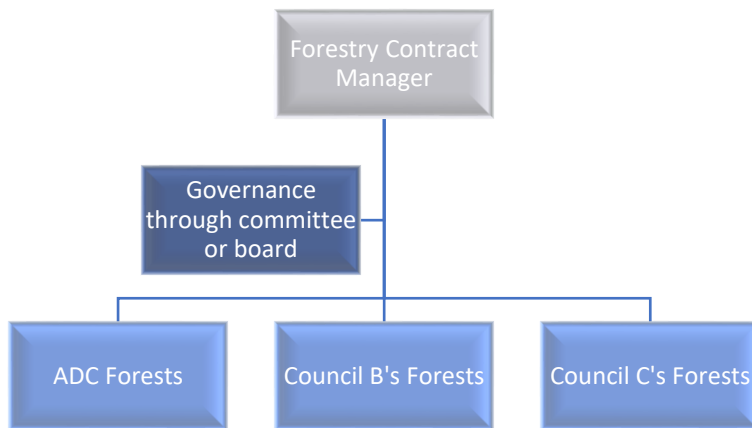 Forestry Contract
Manager
Governance
through committee
or board
ADC Forests
Council B's Forests
Council C's Forests